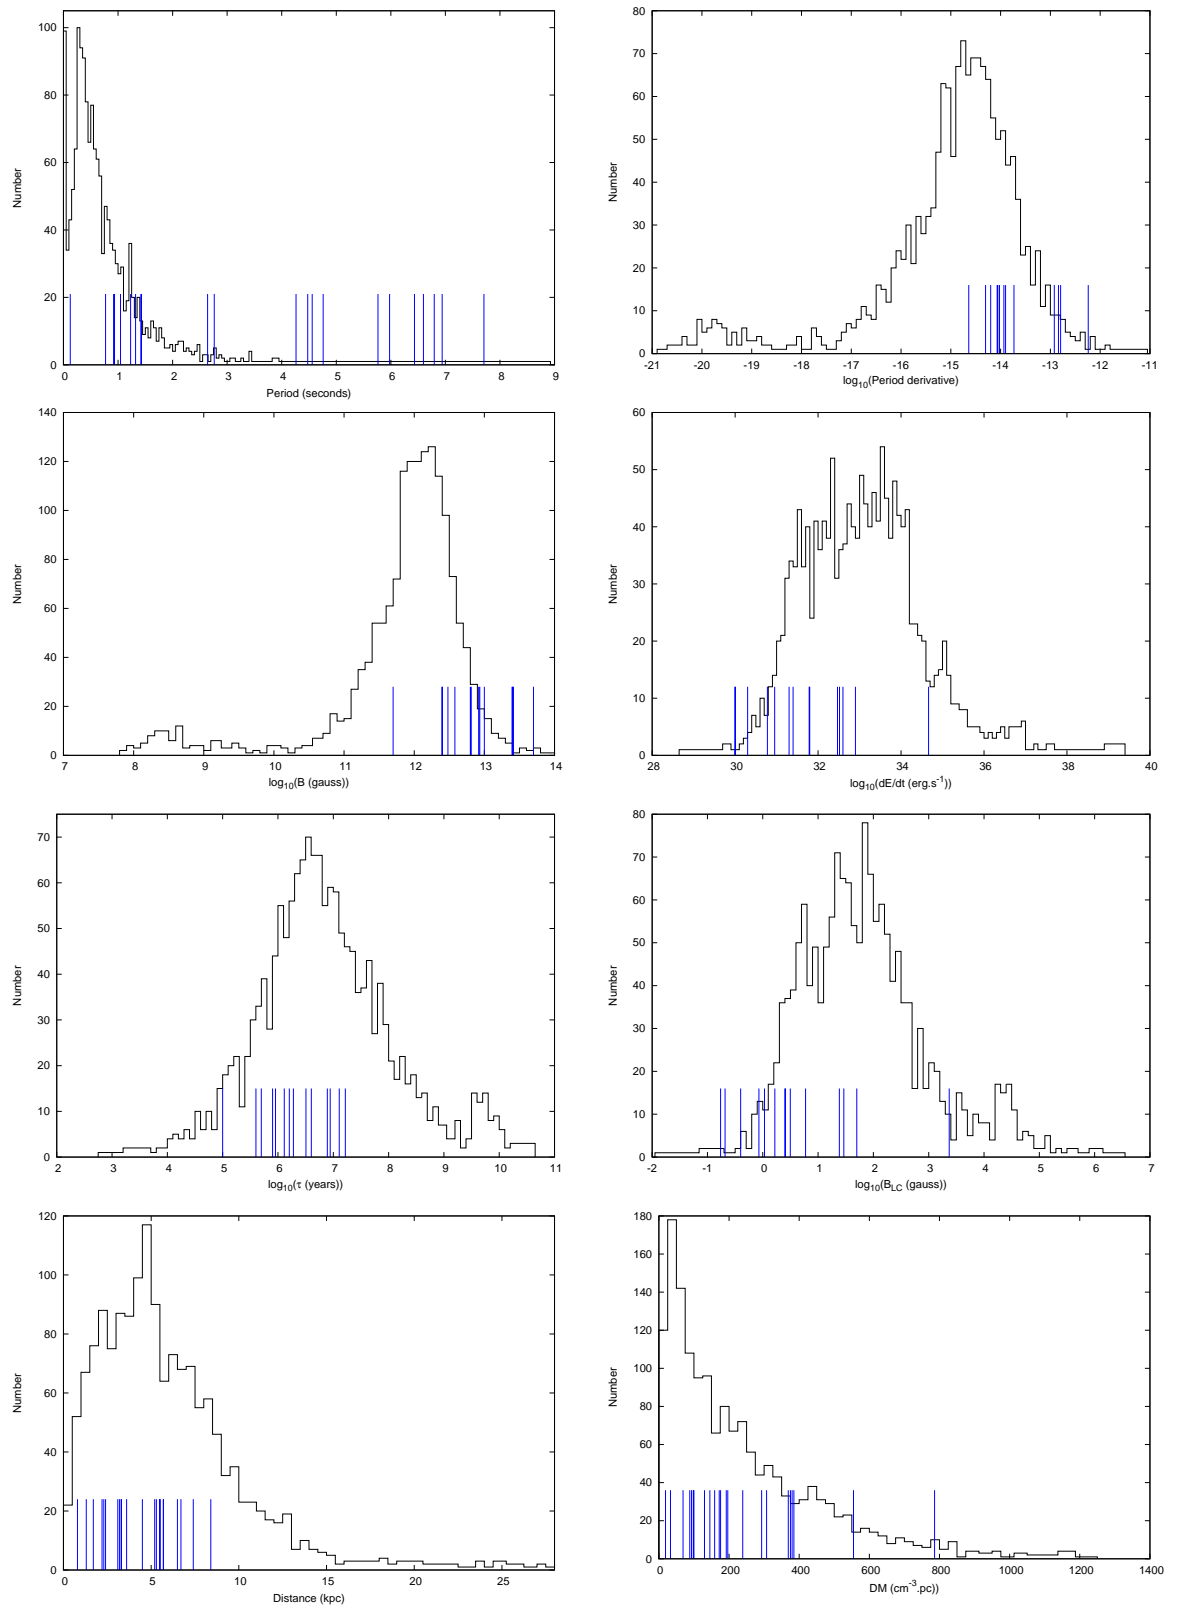 100
80
60
40
20
0
Number
0 1 2 3 4 5 6 7 8 9
Period (seconds)
80
70
60
50
40
30
20
10
0
Number
-21 -20 -19 -18 -17 -16 -15 -14 -13 -12 -11
log10(Period derivative)
140
120
100
80
60
40
20
0
Number
7 8 9 10 11 12 13 14
log10(B (gauss))
60
50
40
30
20
10
0
Number
28 30 32 34 36 38 40
log10(dE/dt (erg.s-1))
70
60
50
40
30
20
10
0
Number
2 3 4 5 6 7 8 9 10 11
log10(τ (years))
80
70
60
50
40
30
20
10
0
Number
-2 -1 0 1 2 3 4 5 6 7
log10(BLC (gauss))
120
100
80
60
40
20
0
Number
0 5 10 15 20 25
Distance (kpc)
180
160
140
120
100
80
60
40
20
0
Number
0 200 400 600 800 1000 1200 1400
DM (cm-3.pc)